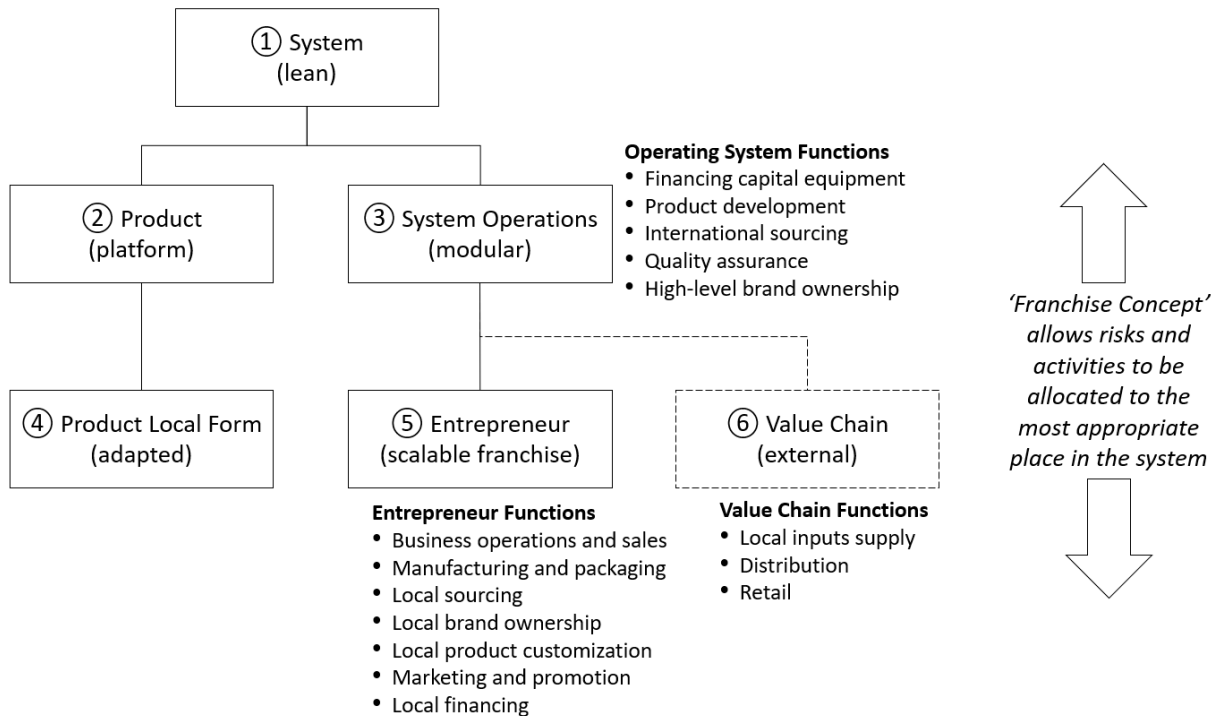 ① System
(lean)
② Product
(platform)
③ System Operations
(modular)
Operating System Functions
• Financing capital equipment
• Product development
• International sourcing
• Quality assurance
• High-level brand ownership
④ Product Local Form
(adapted)
⑤ Entrepreneur
(scalable franchise)
⑥ Value Chain
(external)
Entrepreneur Functions
• Business operations and sales
• Manufacturing and packaging
• Local sourcing
• Local brand ownership
• Local product customization
• Marketing and promotion
• Local financing
Value Chain Functions
• Local inputs supply
• Distribution
• Retail
‘Franchise Concept’
allows risks and
activities to be
allocated to the
most appropriate
place in the system